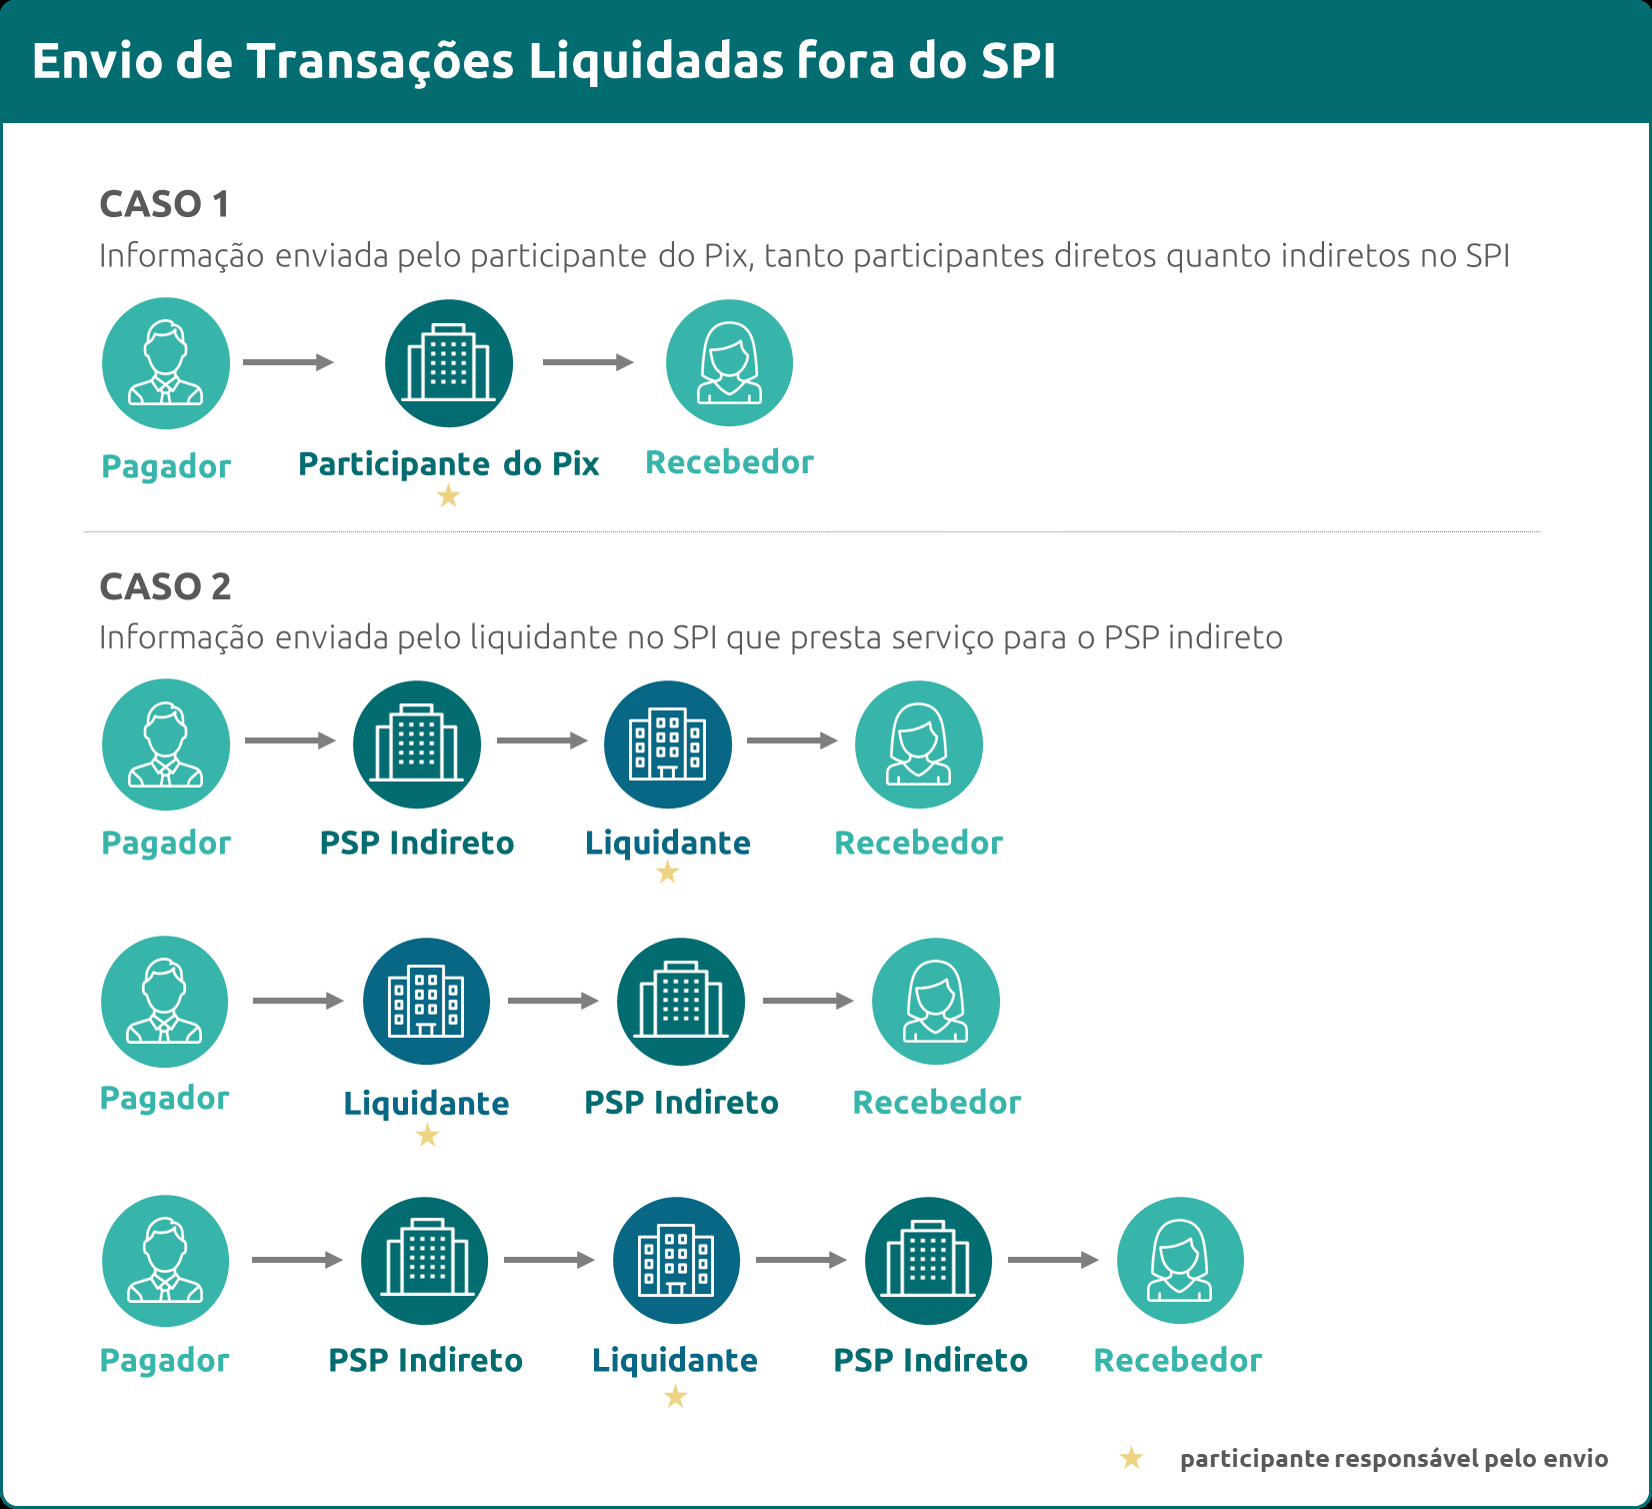 Envio de Transações Liquidadas fora do SPI
CASO 1
Informação enviada pelo participante do Pix, tanto participantes diretos quanto indiretos no SPI
Pagador
Participante do Pix
Recebedor
CASO 2
Informação enviada pelo liquidante no SPI que presta serviço para o PSP indireto
Pagador
PSP Indireto
Liquidante
Recebedor
Pagador
Liquidante
PSP Indireto
Recebedor
Pagador
PSP Indireto
Liquidante
PSP Indireto
Recebedor
participante responsável pelo envio